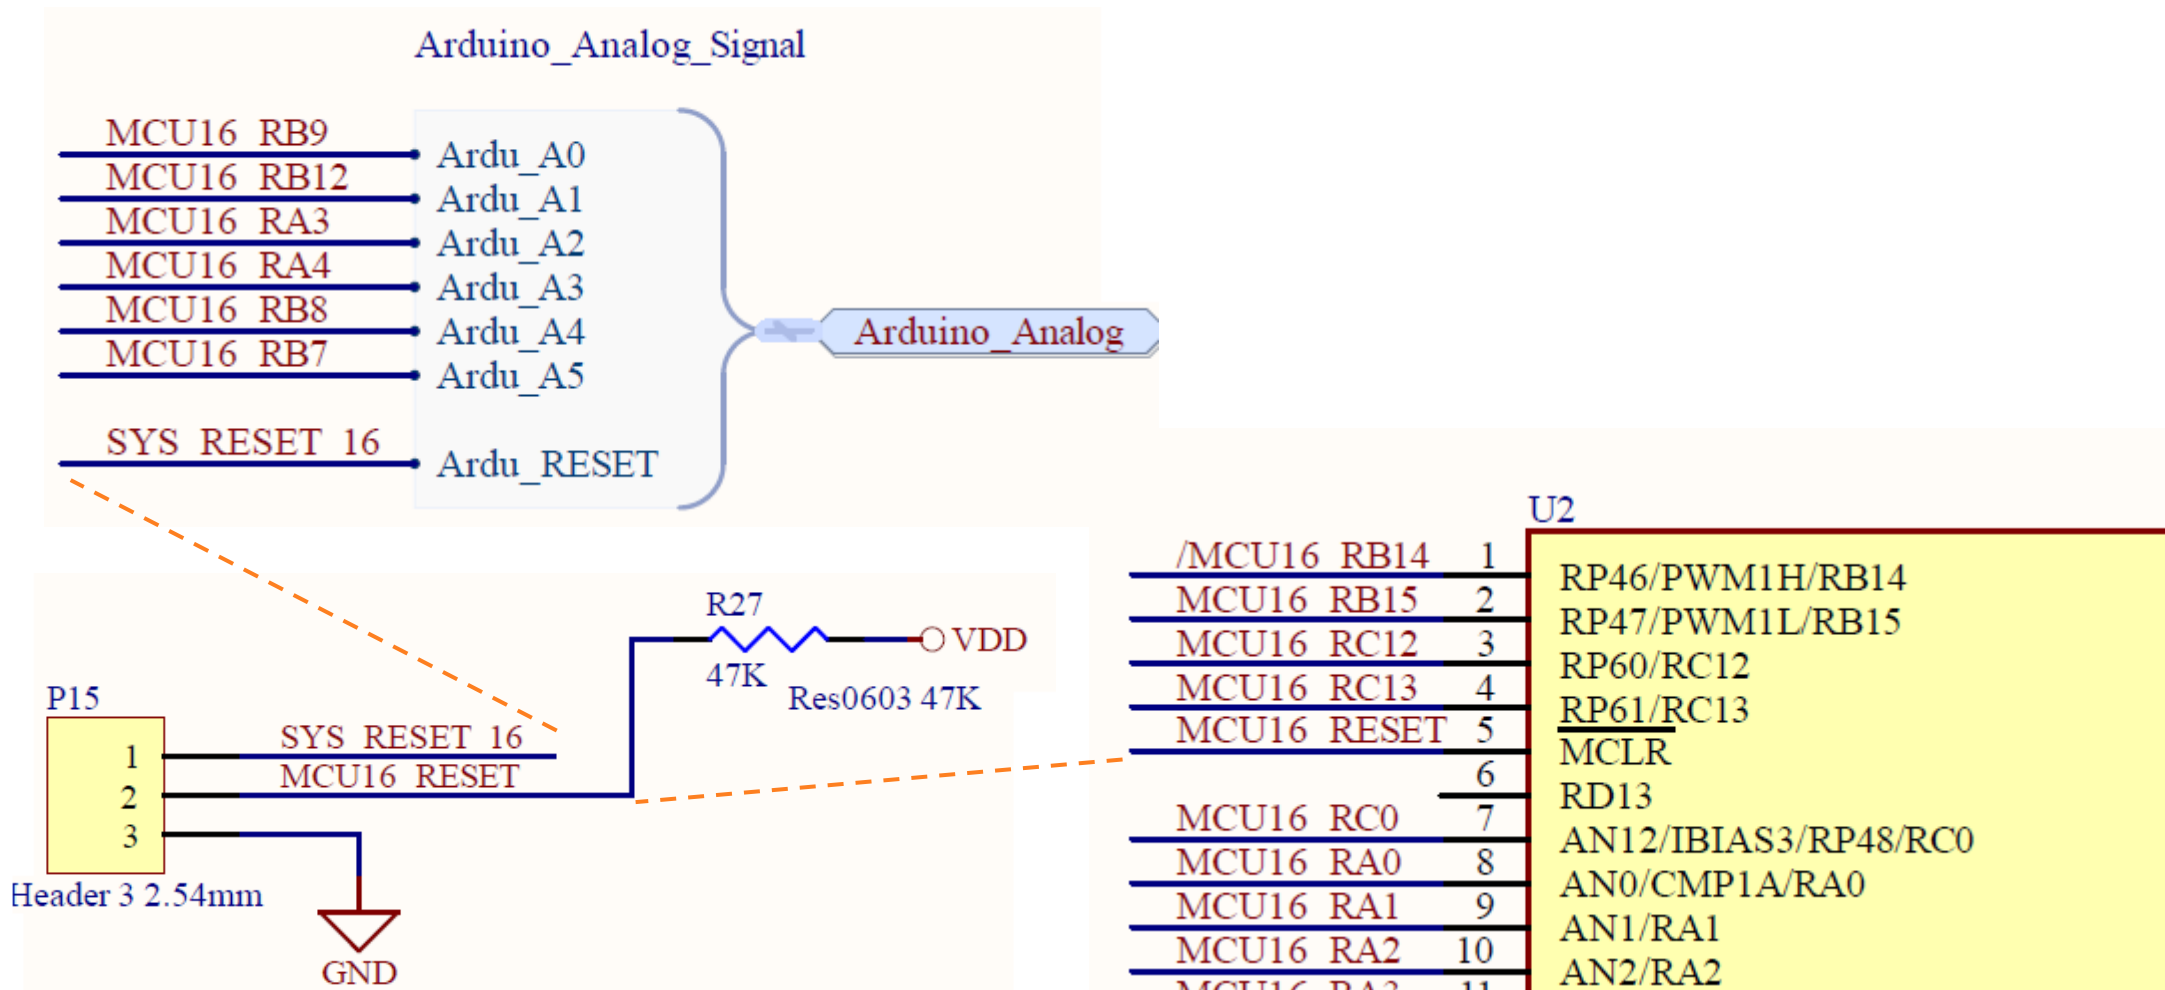 Arduino_Analog_Signal
MCU16_RB9 Ardu_A0
MCU16_RB12 Ardu_A1
MCU16_RA3 Ardu_A2
MCU16_RA4 Ardu_A3
MCU16_RB8 Ardu_A4
MCU16_RB7 Ardu_A5
SYS_RESET_16 Ardu_RESET
Arduino_Analog
P15
1 SYS_RESET_16
2 MCU16_RESET
3
Header 3 2.54mm
GND
R27
47K
VDD
Res0603 47K
U2
/MCU16_RB14 1 RP46/PWM1H/RB14
MCU16_RB15 2 RP47/PWM1L/RB15
MCU16_RC12 3 RP60/RC12
MCU16_RC13 4 RP61/RC13
MCU16_RESET 5 MCLR
6 RD13
MCU16_RC0 7 AN12/IBIAS3/RP48/RC0
MCU16_RA0 8 AN0/CMP1A/RA0
MCU16_RA1 9 AN1/RA1
MCU16_RA2 10 AN2/RA2
MCU16_RA3 11